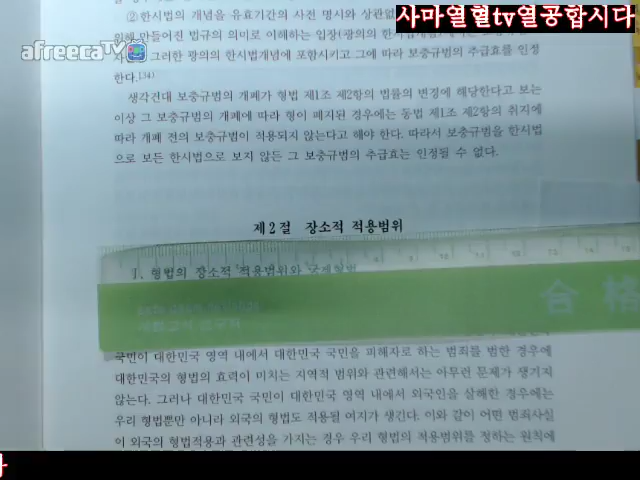 사마열혈tv열공합시다
afreecaTV
② 한시법의 개념을 유효기간의 사전 명시와 상관없
위해 만들어진 법규의 의미로 이해하는 입장(광의의 한시법개념)
자는 그러한 광의의 한시법개념에 포함시키고 그에 따라 보충규범의 추급효를 인정
한다.[34]
생각건대 보충규범의 개폐가 형법 제1조 제2항의 법률의 변경에 해당한다고 보는
이상 그 보충규범의 개폐에 따라 형이 폐지된 경우에는 동법 제1조 제2항의 취지에
따라 개폐 전의 보충규범이 적용되지 않는다고 해야 한다. 따라서 보충규범을 한시법
으로 보든 한시법으로 보지 않든 그 보충규범의 추급효는 인정될 수 없다.
제2절 장소적 적용범위
I. 형법의 장소적 적용범위와 국제형법
合格
국민이 대한민국 영역 내에서 대한민국 국민을 피해자로 하는 범죄를 범한 경우에
대한민국의 형법의 효력이 미치는 지역적 범위와 관련해서는 아무런 문제가 생기지
않는다. 그러나 대한민국 국민이 대한민국 영역 내에서 외국인을 살해한 경우에는
우리 형법뿐만 아니라 외국의 형법도 적용될 여지가 생긴다. 이와 같이 어떤 범죄사실
이 외국의 형법적용과 관련성을 가지는 경우 우리 형법의 적용범위를 정하는 원칙에